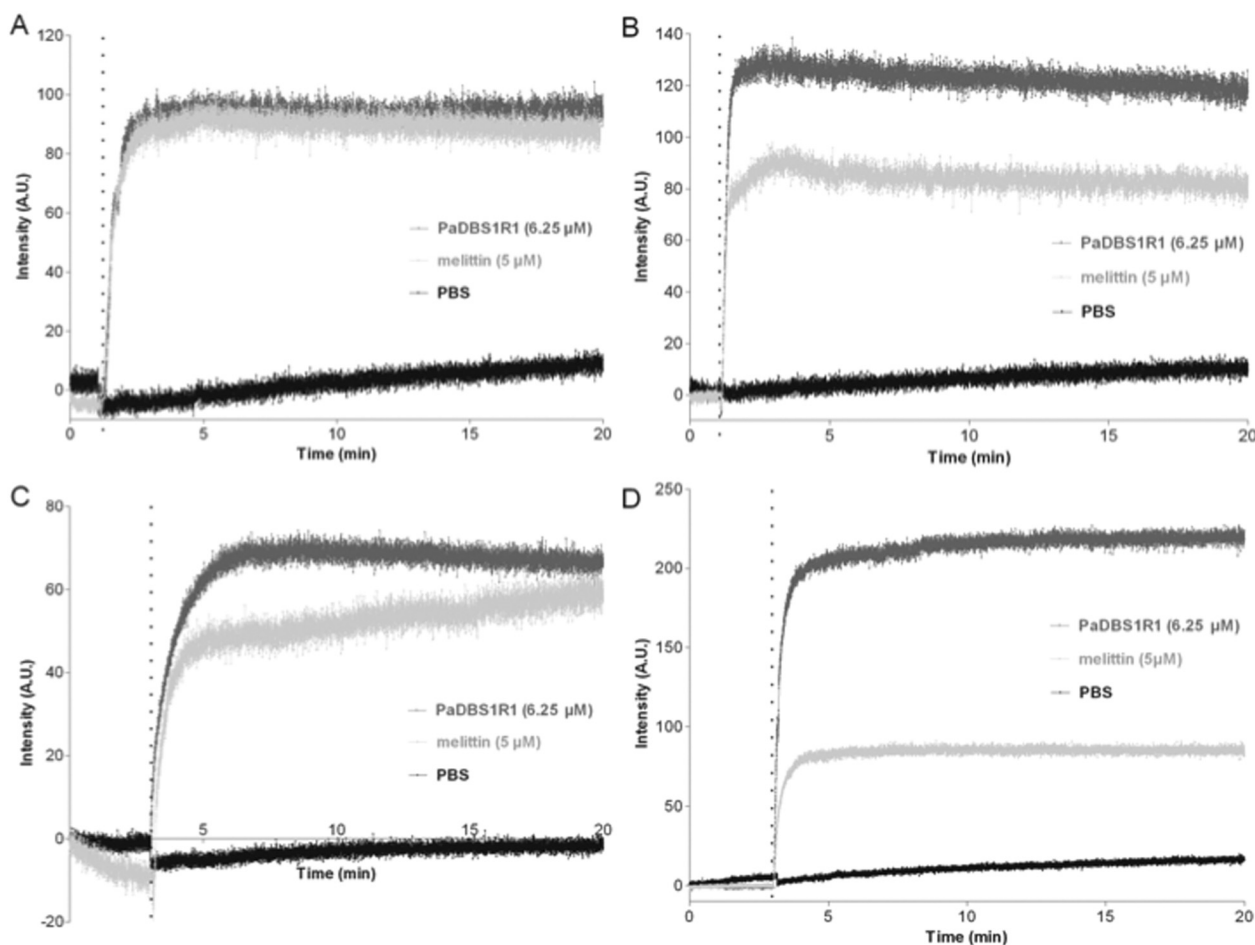 A
120
100
80
60
40
20
0
Intensity (A.U.)
PaDBS1R1 (6.25 µM)
melittin (5 µM)
PBS
0 5 10 15 20
Time (min)
B
140
120
100
80
60
40
20
0
Intensity (A.U.)
PaDBS1R1 (6.25 µM)
melittin (5 µM)
PBS
0 5 10 15 20
Time (min)
C
80
60
40
20
0
-20
Intensity (A.U.)
PaDBS1R1 (6.25 µM)
melittin (5 µM)
PBS
5 10 15 20
Time (min)
D
250
200
150
100
50
0
Intensity (A.U.)
PaDBS1R1 (6.25 µM)
melittin (5µM)
PBS
0 5 10 15 20
Time (min)